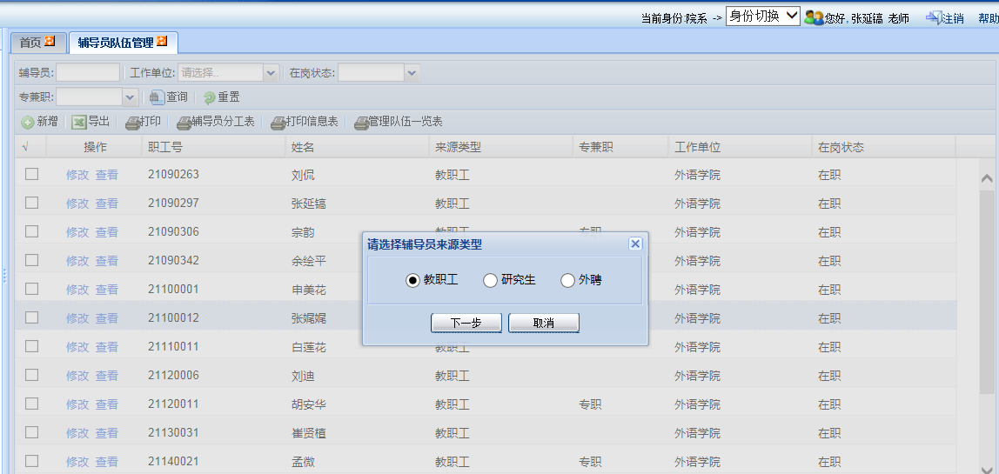 当前身份:院系 -> 身份切换 您好, 张延镐 老师 注销 帮助
首页 辅导员队伍管理
辅导员: 工作单位: 请选择.. 在岗状态:
专兼职: 查询 重置
新增 导出 打印 辅导员分工表 打印信息表 管理队伍一览表
√ 操作 职工号 姓名 来源类型 专兼职 工作单位 在岗状态
修改 查看 21090263 刘侃 教职工 外语学院 在职
修改 查看 21090297 张延镐 教职工 外语学院 在职
修改 查看 21090306 宗韵 教职工 专职 外语学院 在职
修改 查看 21090342 余绘平 外语学院 在职
修改 查看 21100001 申美花 外语学院 在职
修改 查看 21100012 张娓娓 外语学院 在职
修改 查看 21110011 白莲花 教职工 外语学院 在职
修改 查看 21120006 刘迪 教职工 外语学院 在职
修改 查看 21120011 胡安华 教职工 专职 外语学院 在职
修改 查看 21130031 崔贤植 教职工 外语学院 在职
修改 查看 21140021 孟微 教职工 专职 外语学院 在职
请选择辅导员来源类型
教职工 研究生 外聘
下一步 取消